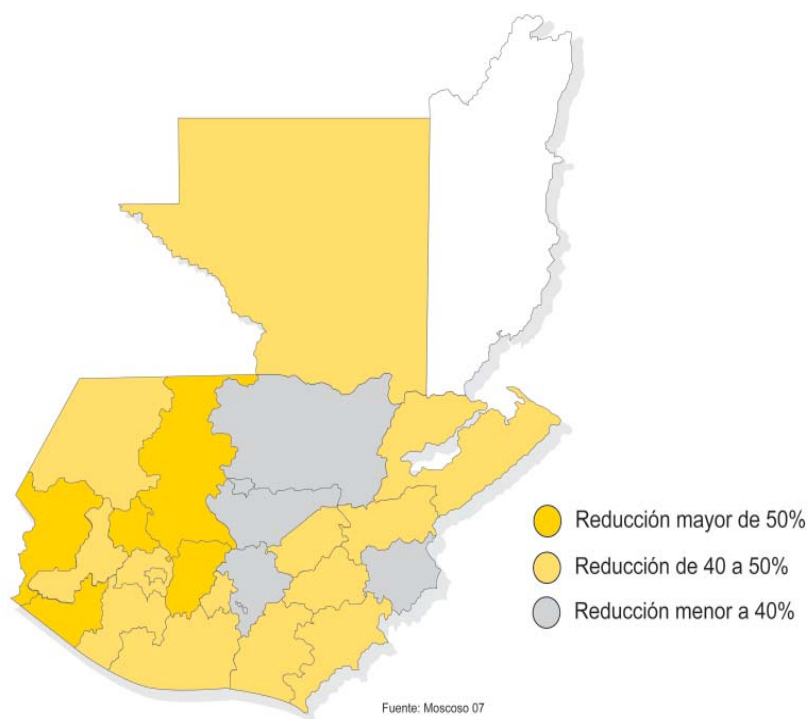 Reducción mayor de 50%
Reducción de 40 a 50%
Reducción menor a 40%
Fuente: Moscoso 07